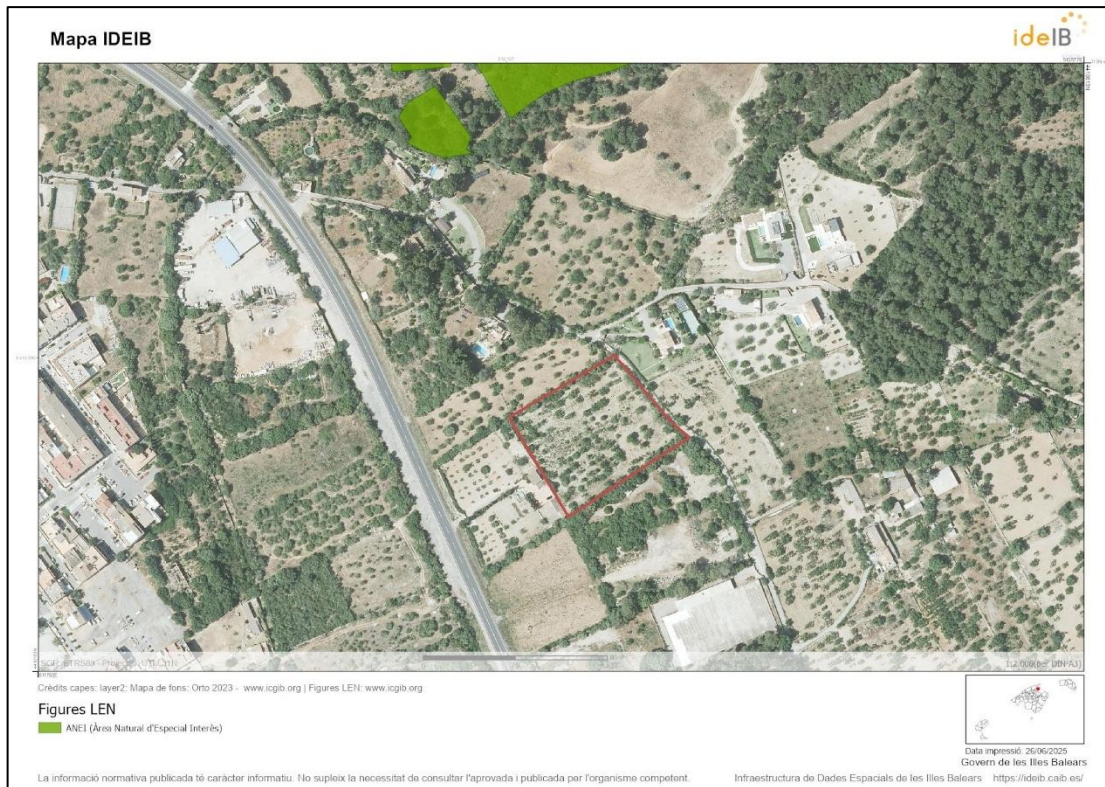 Mapa IDEIB
ideIB
Crèdits capes: layer2: Mapa de fons: Orto 2023 - www.icgib.org | Figures LEN: www.icgib.org
Figures LEN
ANEI (Àrea Natural d'Especial Interès)
Data impressió: 26/06/2025
Govern de les Illes Balears
La informació normativa publicada té caràcter informatiu. No supleix la necessitat de consultar l'aprovada i publicada per l'organisme competent.
Infraestructura de Dades Espacials de les Illes Balears https://ideib.caib.es/